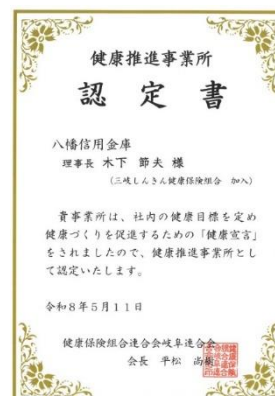 健康推進事業所
認定書
八幡信用金庫
理事長 木下 節夫 様
(三岐しんきん健康保険組合 加入)
貴事業所は、社内の健康目標を定め
健康づくりを促進するための「健康宣言」
をされましたので、健康推進事業所とし
て認定いたします。
令和8年5月11日
健康保険組合連合会岐阜連合会
会長 平松 尚樹